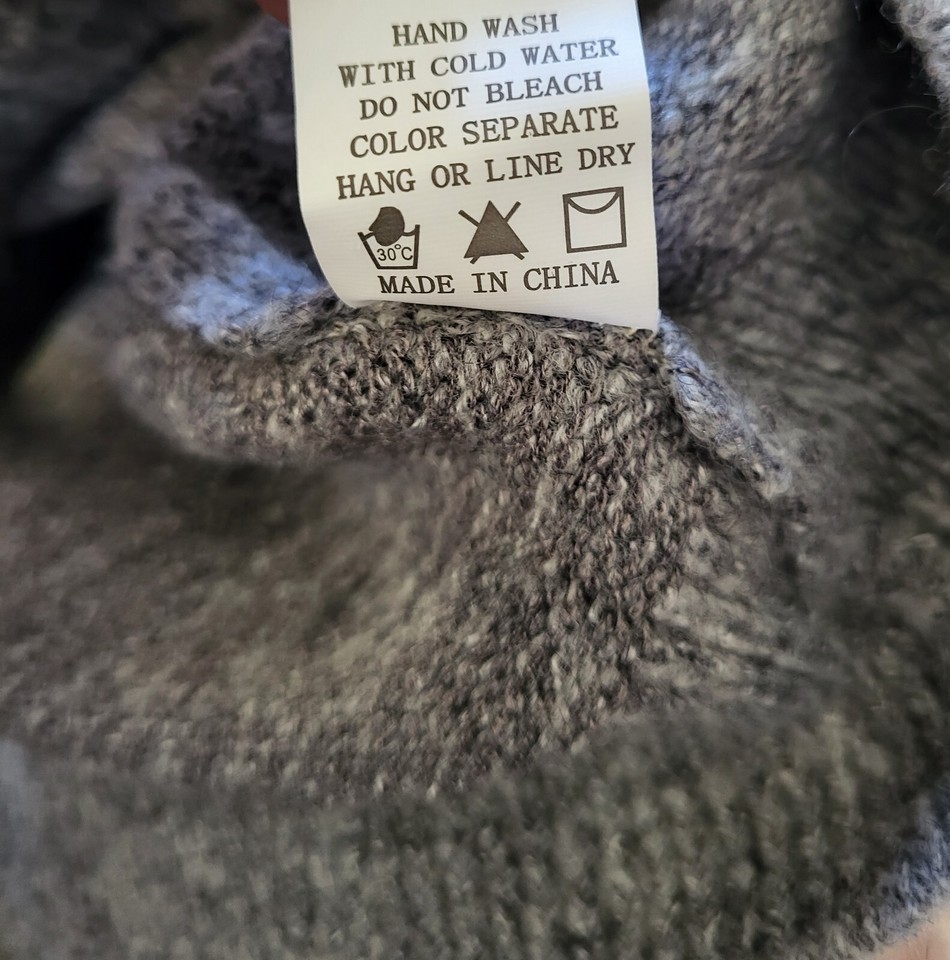 HAND WASH
WITH COLD WATER
DO NOT BLEACH
COLOR SEPARATE
HANG OR LINE DRY
30°C
MADE IN CHINA